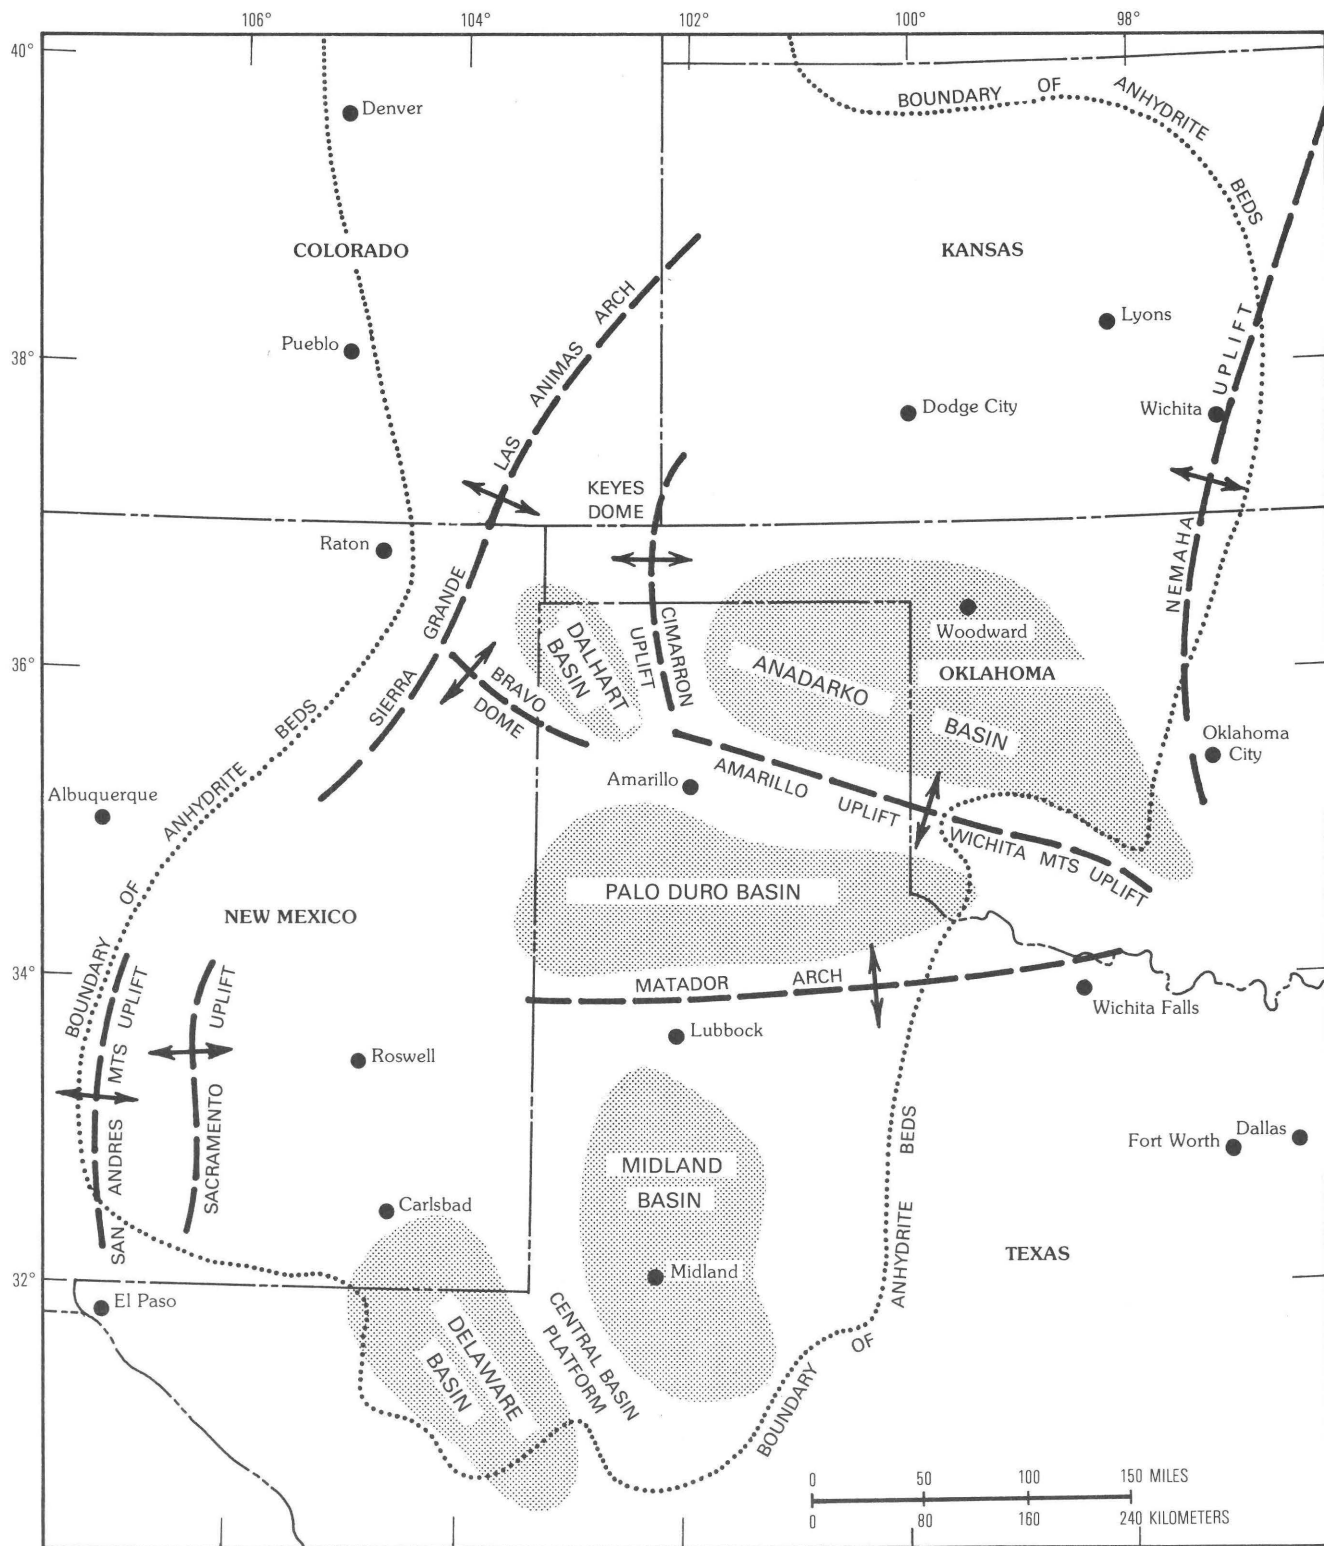 106°
104°
102°
100°
98°
40°
BOUNDARY OF ANHYDRITE BEDS
Denver
COLORADO
KANSAS
LAS ANIMAS ARCH
Lyons
Pueblo
38°
NEMAHA UPLIFT
Dodge City
Wichita
KEYES
DOME
Raton
SIERRA GRANDE
CIMARRON
UPLIFT
DALHART
BASIN
Woodward
36°
BRAVO
DOME
ANADARKO
BASIN
OKLAHOMA
Oklahoma
City
BOUNDARY OF ANHYDRITE BEDS
Amarillo
AMARILLO UPLIFT
Albuquerque
WICHITA MTS UPLIFT
PALO DURO BASIN
NEW MEXICO
34°
MATADOR ARCH
Wichita Falls
SAN ANDRES MTS UPLIFT
SACRAMENTO UPLIFT
Lubbock
Roswell
Fort Worth
Dallas
MIDLAND
BASIN
Carlsbad
BOUNDARY OF ANHYDRITE BEDS
TEXAS
32°
Midland
El Paso
DELAWARE
BASIN
CENTRAL BASIN
PLATFORM
0 50 100 150 MILES
0 80 160 240 KILOMETERS